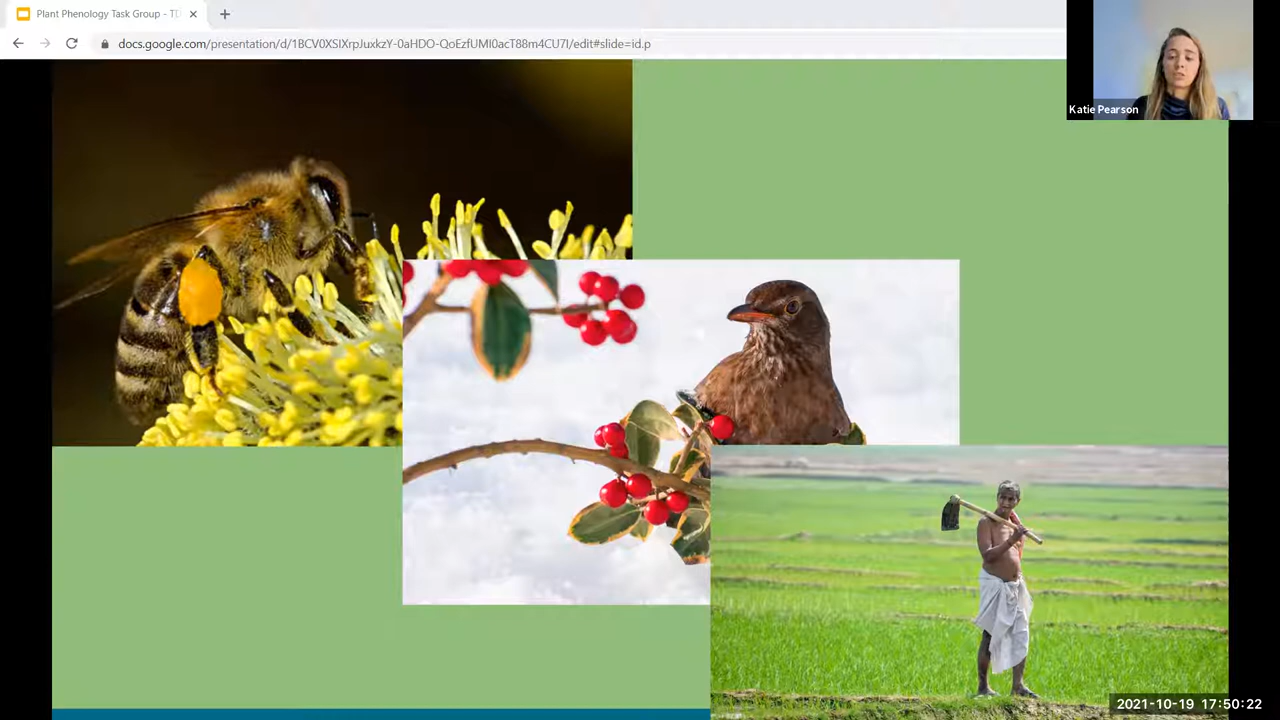 Plant Phenology Task Group - TD
docs.google.com/presentation/d/1BCV0XSIXrpJuxkzY-0aHDO-QoEzfUMI0acT88m4CU7I/edit#slide=id.p
Katie Pearson
2021-10-19 17:50:22